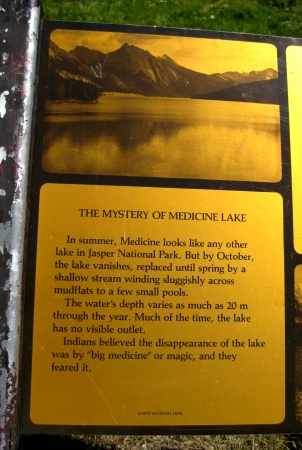 THE MYSTERY OF MEDICINE LAKE
In summer, Medicine looks like any other
lake in Jasper National Park. But by October,
the lake vanishes, replaced until spring by a
shallow stream winding sluggishly across
mudflats to a few small pools.
The water's depth varies as much as 20 m
through the year. Much of the time, the lake
has no visible outlet.
Indians believed the disappearance of the lake
was by "big medicine" or magic, and they
feared it.
JASPER NATIONAL PARK